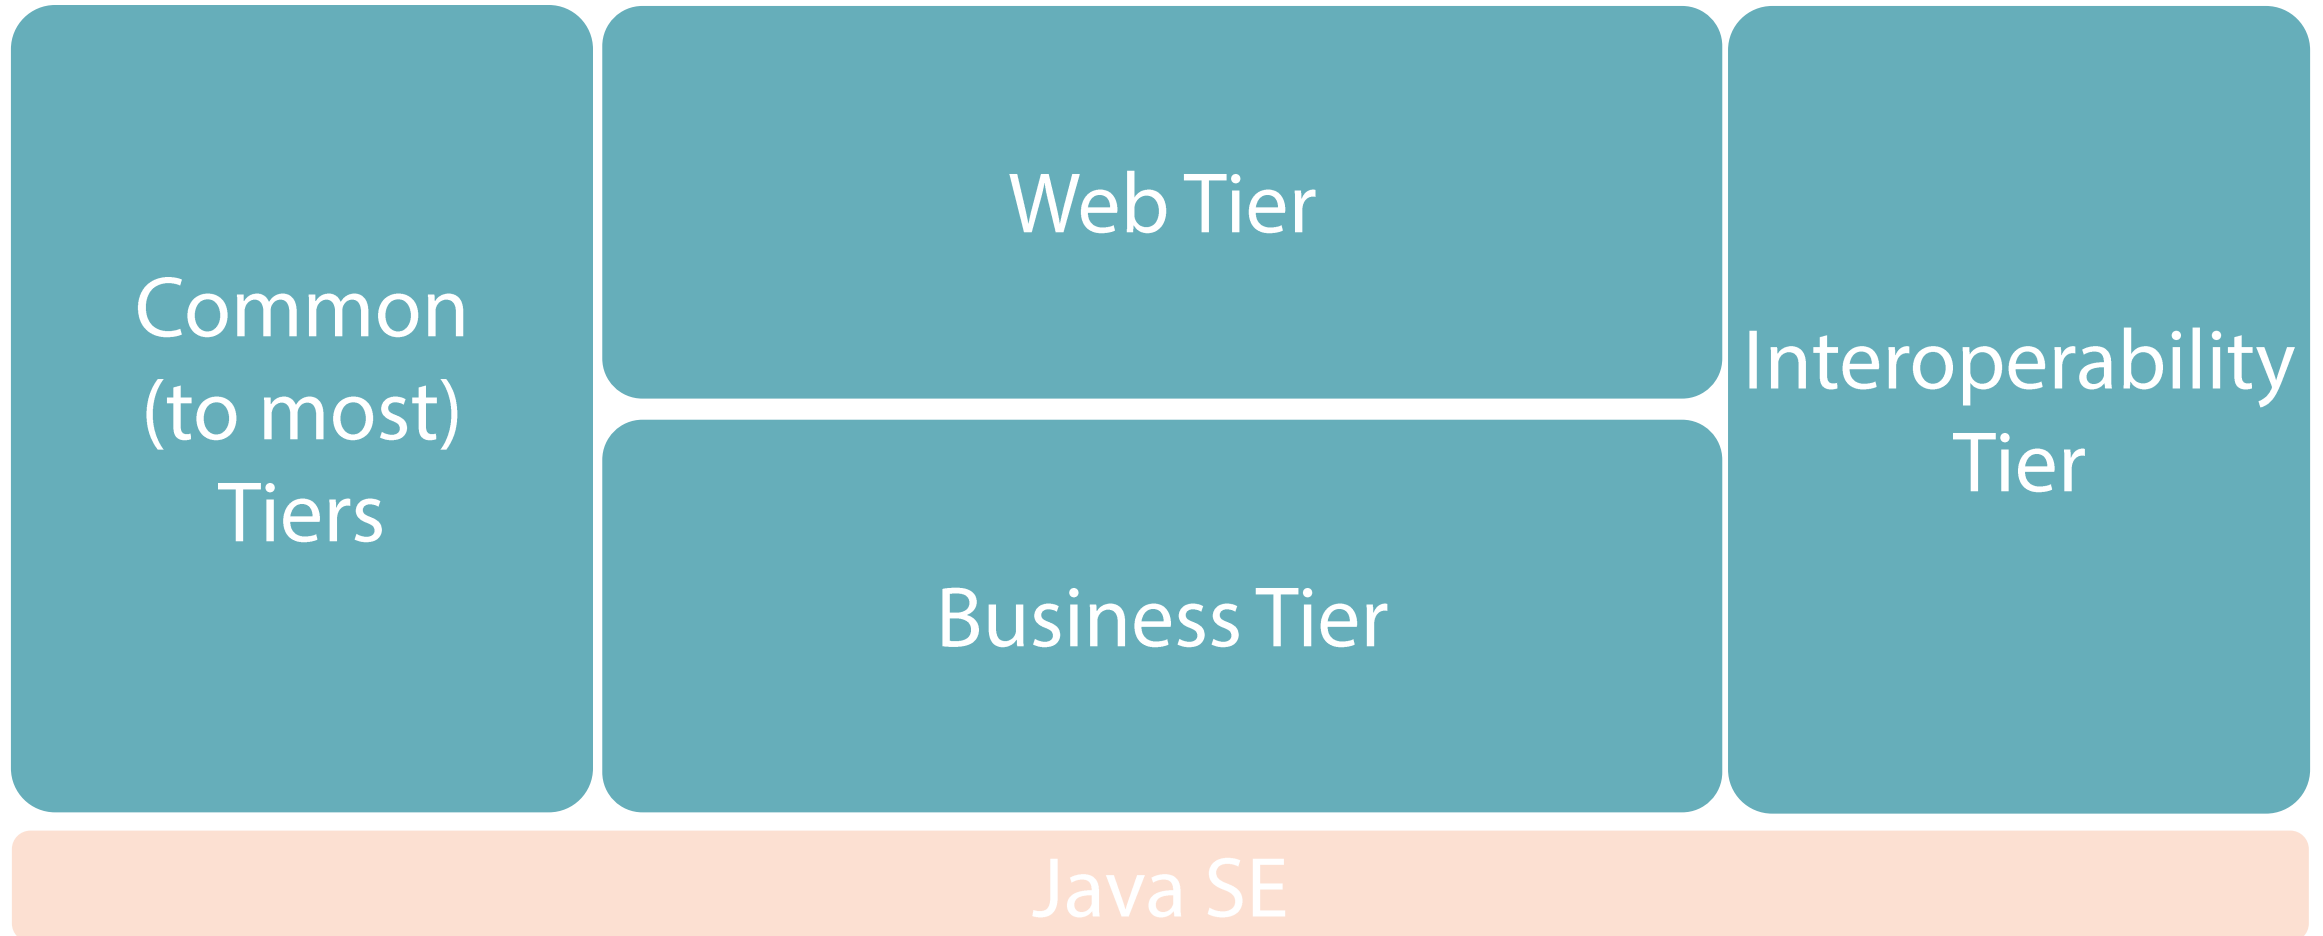 Common
(to most)
Tiers
Web Tier
Business Tier
Interoperability
Tier
Java SE